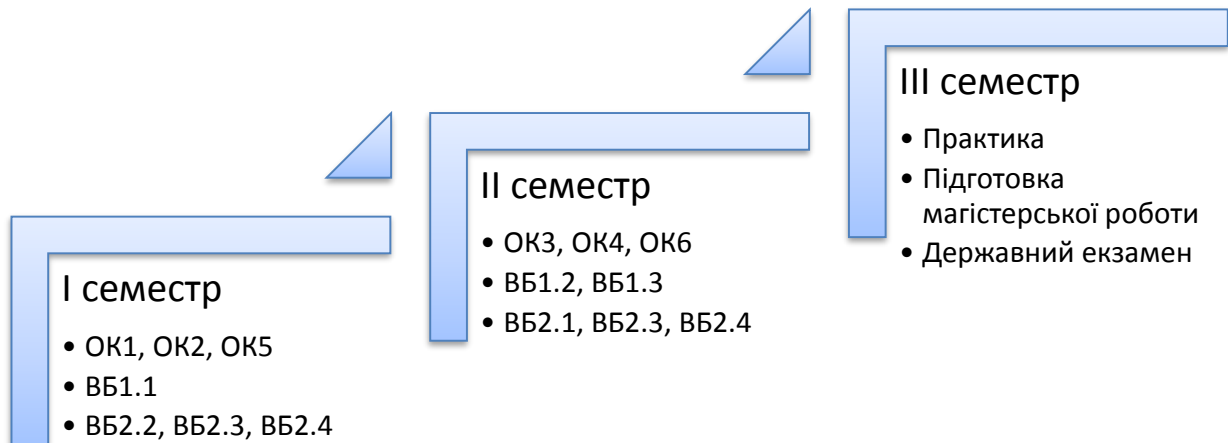 I семестр
• ОК1, ОК2, ОК5
• ВБ1.1
• ВБ2.2, ВБ2.3, ВБ2.4
II семестр
• ОК3, ОК4, ОК6
• ВБ1.2, ВБ1.3
• ВБ2.1, ВБ2.3, ВБ2.4
III семестр
• Практика
• Підготовка
магістерської роботи
• Державний екзамен